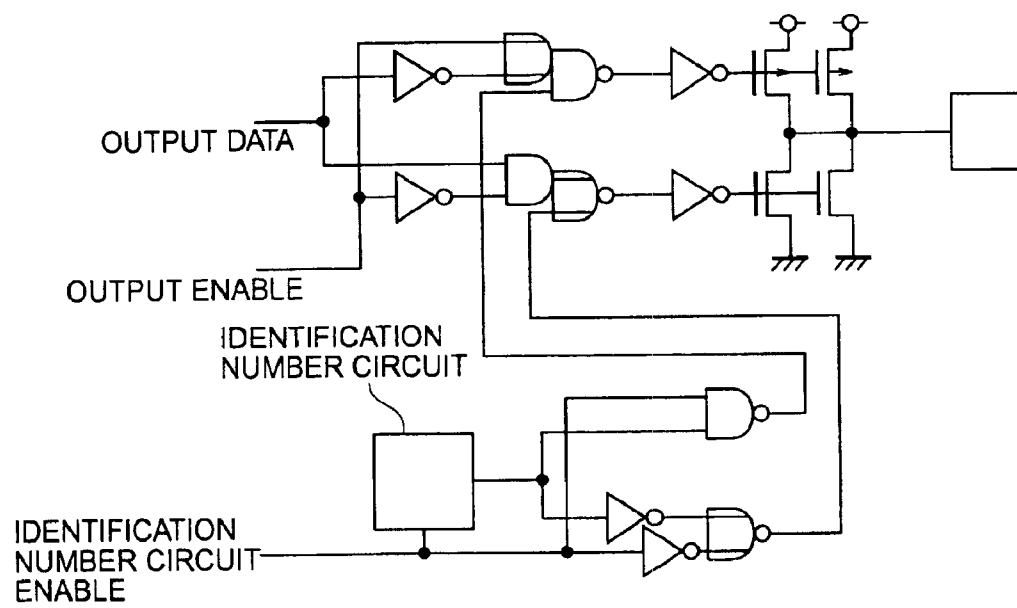 OUTPUT DATA
OUTPUT ENABLE
IDENTIFICATION
NUMBER CIRCUIT
IDENTIFICATION
NUMBER CIRCUIT
ENABLE